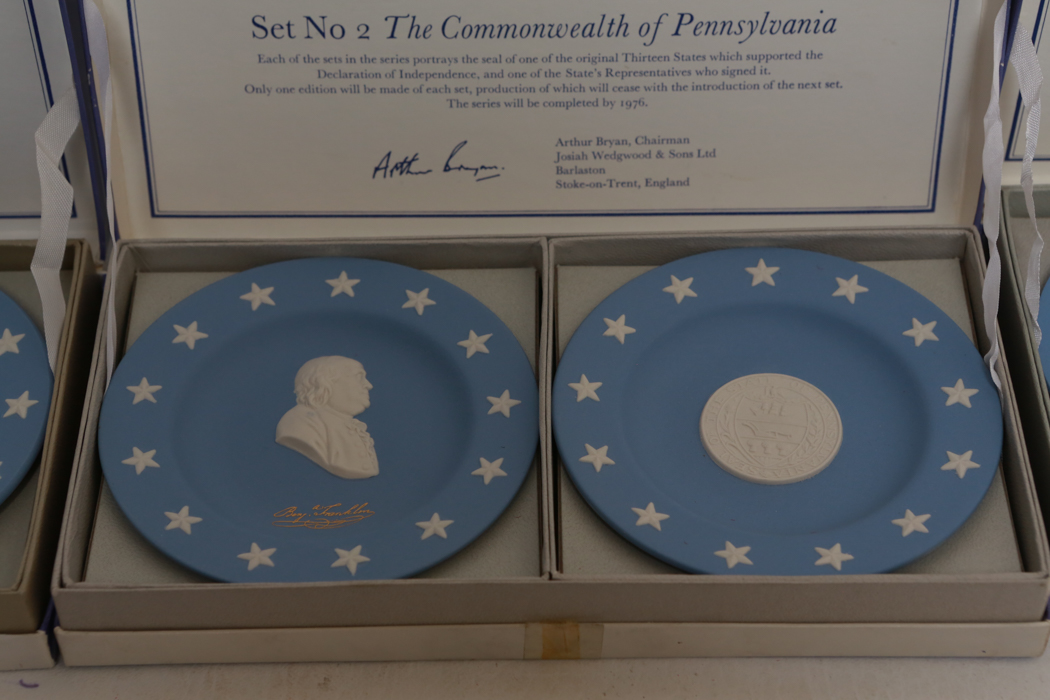 Set No 2 The Commonwealth of Pennsylvania
Each of the sets in the series portrays the seal of one of the original Thirteen States which supported the
Declaration of Independence, and one of the State's Representatives who signed it.
Only one edition will be made of each set, production of which will cease with the introduction of the next set.
The series will be completed by 1976.
Arthur Bryan.
Arthur Bryan, Chairman
Josiah Wedgwood & Sons Ltd
Barlaston
Stoke-on-Trent, England
Benj. Franklin